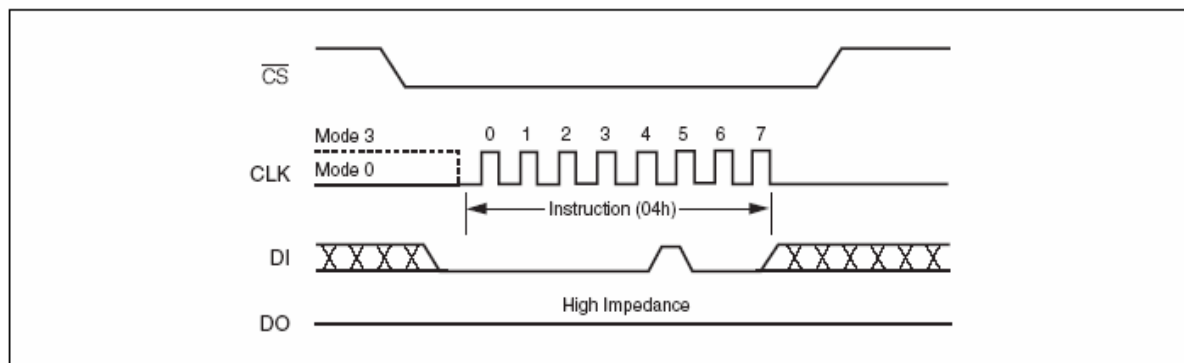 CS
Mode 3
0 1 2 3 4 5 6 7
CLK
Mode 0
Instruction (04h)
DI
High Impedance
DO